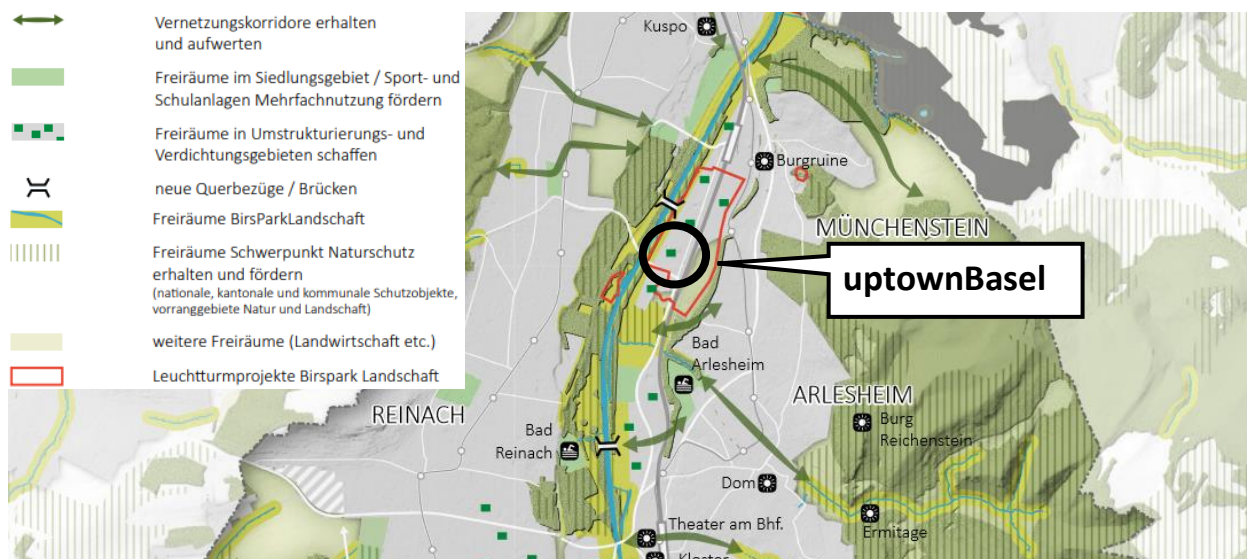 Vernetzungskorridore erhalten
und aufwerten
Freiräume im Siedlungsgebiet / Sport- und
Schulanlagen Mehrfachnutzung fördern
Freiräume in Umstrukturierungs- und
Verdichtungsgebieten schaffen
neue Querbezüge / Brücken
Freiräume BirsParkLandschaft
Freiräume Schwerpunkt Naturschutz
erhalten und fördern
(nationale, kantonale und kommunale Schutzobjekte,
vorranggebiete Natur und Landschaft)
weitere Freiräume (Landwirtschaft etc.)
Leuchtturmprojekte Birspark Landschaft
Kuspo
Burgruine
MÜNCHENSTEIN
uptownBasel
Bad
Arlesheim
ARLESHEIM
REINACH
Burg
Reichenstein
Bad
Reinach
Dom
Theater am Bhf.
Ermitage
Kloster